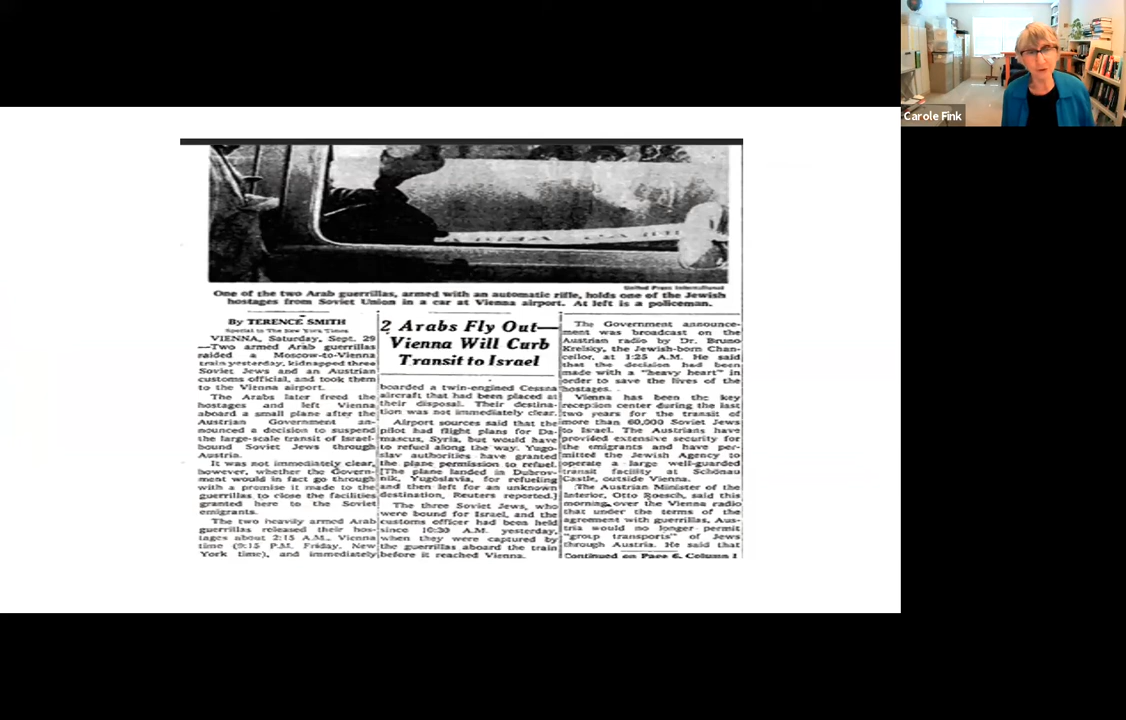 Carole Fink
United Press International
One of the two Arab guerrillas, armed with an automatic rifle, holds one of the Jewish
hostages from Soviet Union in a car at Vienna airport. At left is a policeman.
By TERENCE SMITH
Special to The New York Times
VIENNA, Saturday, Sept. 29
—Two armed Arab guerrillas
raided a Moscow-to-Vienna
train yesterday, kidnapped three
Soviet Jews and an Austrian
customs official, and took them
to the Vienna airport.
The Arabs later freed the
hostages and left Vienna
aboard a small plane after the
Austrian Government an-
nounced a decision to suspend
the large-scale transit of Israel-
bound Soviet Jews through
Austria.
It was not immediately clear,
however, whether the Govern-
ment would in fact go through
with a promise it made to the
guerrillas to close the facilities
granted here to the Soviet
emigrants.
The two heavily armed Arab
guerrillas released their hos-
tages about 2:15 A.M., Vienna
time (9:15 P.M. Friday, New
York time), and immediately
2 Arabs Fly Out—
Vienna Will Curb
Transit to Israel
boarded a twin-engined Cessna
aircraft that had been placed at
their disposal. Their destina-
tion was not immediately clear.
Airport sources said that the
pilot had flight plans for Da-
mascus, Syria, but would have
to refuel along the way. Yugo-
slav authorities have granted
the plane permission to refuel.
[The plane landed in Dubrov-
nik, Yugoslavia, for refueling
and then left for an unknown
destination, Reuters reported.]
The three Soviet Jews, who
were bound for Israel, and the
customs officer had been held
since 10:30 A.M. yesterday,
when they were captured by
the guerrillas aboard the train
before it reached Vienna.
The Government announce-
ment was broadcast on the
Austrian radio by Dr. Bruno
Kreisky, the Jewish-born Chan-
cellor, at 1:25 A.M. He said
that the decision had been
made with a "heavy heart" in
order to save the lives of the
hostages.
Vienna has been the key
reception center during the last
two years for the transit of
more than 60,000 Soviet Jews
to Israel. The Austrians have
provided extensive security for
the emigrants and have per-
mitted the Jewish Agency to
operate a large well-guarded
transit facility at Schönau
Castle, outside Vienna.
The Austrian Minister of the
Interior, Otto Roesch, said this
morning over the Vienna radio
that under the terms of the
agreement with guerrillas, Aus-
tria would no longer permit
"group transports" of Jews
through Austria. He said that
Continued on Page 6, Column 1